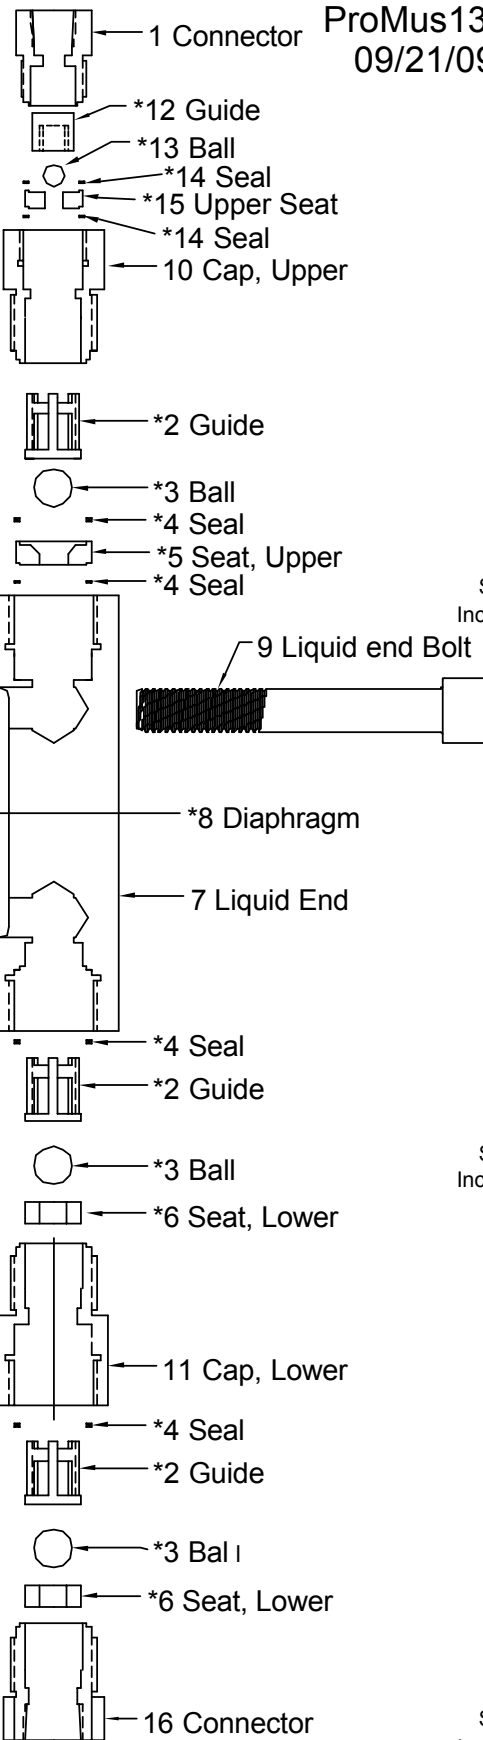 ProMus13
09/21/09
1 Connector
*12 Guide
*13 Ball
*14 Seal
*15 Upper Seat
*14 Seal
10 Cap, Upper
*2 Guide
*3 Ball
*4 Seal
*5 Seat, Upper
*4 Seal
S
Inc
9 Liquid end Bolt
*8 Diaphragm
7 Liquid End
*4 Seal
*2 Guide
*3 Ball
S
Inc
*6 Seat, Lower
11 Cap, Lower
*4 Seal
*2 Guide
*3 Bal l
*6 Seat, Lower
16 Connector
S